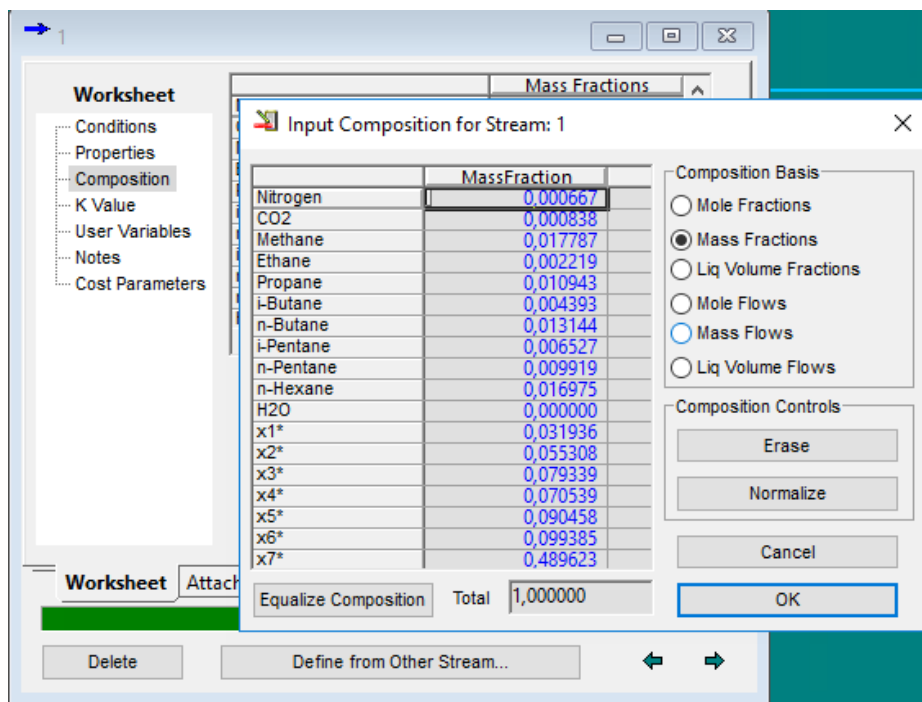 1
Worksheet
Conditions
Properties
Composition
K Value
User Variables
Notes
Cost Parameters
Mass Fractions
Input Composition for Stream: 1
MassFraction
Nitrogen 0,000667
CO2 0,000838
Methane 0,017787
Ethane 0,002219
Propane 0,010943
i-Butane 0,004393
n-Butane 0,013144
i-Pentane 0,006527
n-Pentane 0,009919
n-Hexane 0,016975
H2O 0,000000
x1* 0,031936
x2* 0,055308
x3* 0,079339
x4* 0,070539
x5* 0,090458
x6* 0,099385
x7* 0,489623
Equalize Composition Total 1,000000
Composition Basis
Mole Fractions
Mass Fractions
Liq Volume Fractions
Mole Flows
Mass Flows
Liq Volume Flows
Composition Controls
Erase
Normalize
Cancel
OK
Worksheet Attach
Delete Define from Other Stream...